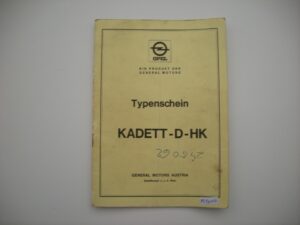 OPEL
EIN PRODUKT DER
GENERAL MOTORS
Typenschein
KADETT-D-HK
GENERAL MOTORS AUSTRIA